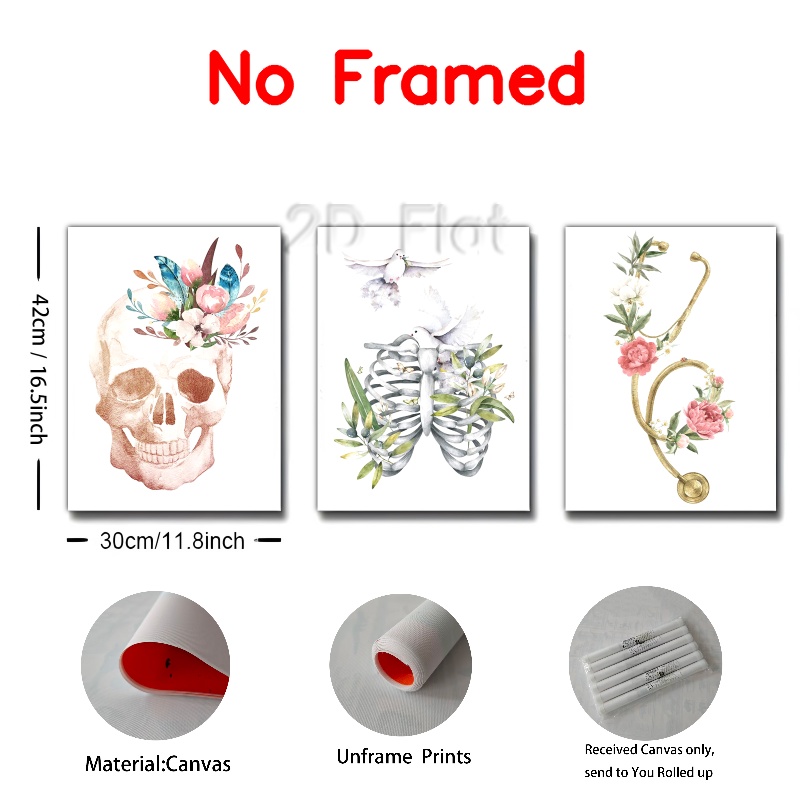 No Framed
2D Flat
42cm / 16.5inch
30cm/11.8inch
Material:Canvas
Unframe Prints
Received Canvas only,
send to You Rolled up